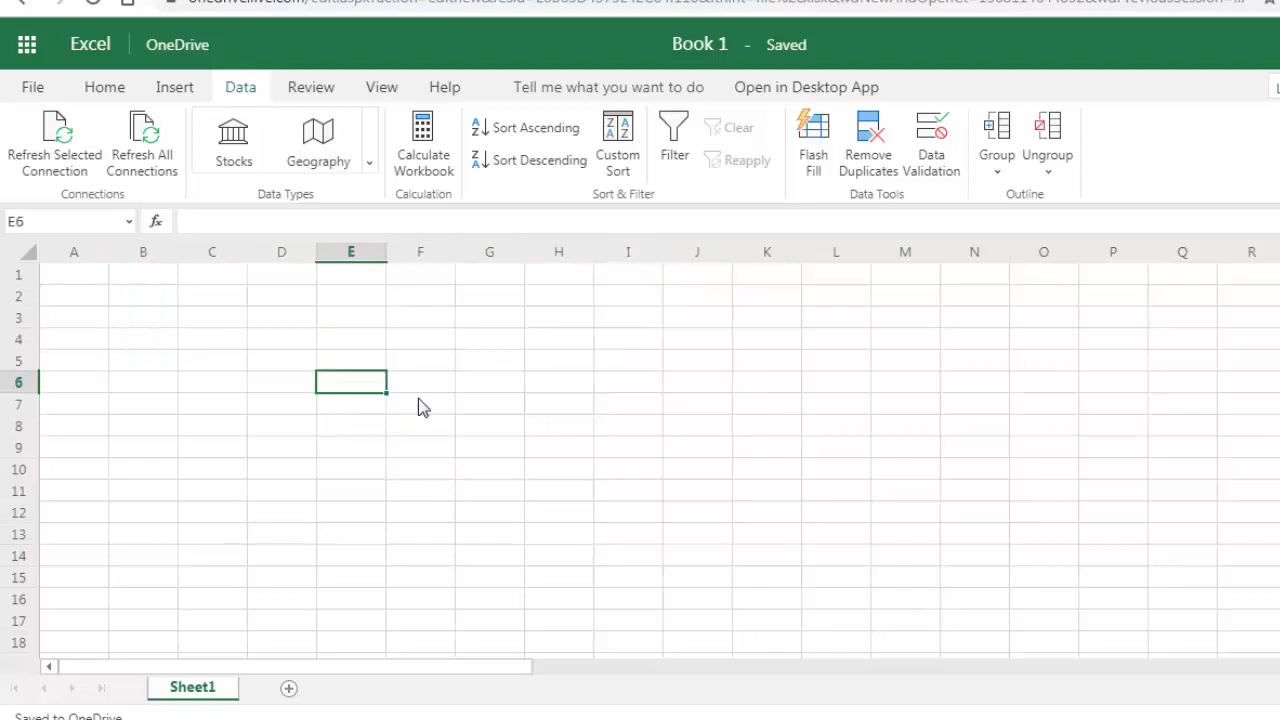 Excel OneDrive Book 1 - Saved
File Home Insert Data Review View Help Tell me what you want to do Open in Desktop App
Refresh Selected Connection
Refresh All Connections
Connections
Stocks
Geography
Data Types
Calculate Workbook
Calculation
Sort Ascending
Sort Descending
Custom Sort
Filter
Clear
Reapply
Sort & Filter
Flash Fill
Remove Duplicates
Data Validation
Data Tools
Group
Ungroup
Outline
E6 fx
A B C D E F G H I J K L M N O P Q R
1
2
3
4
5
6
7
8
9
10
11
12
13
14
15
16
17
18
Sheet1
Saved to OneDrive